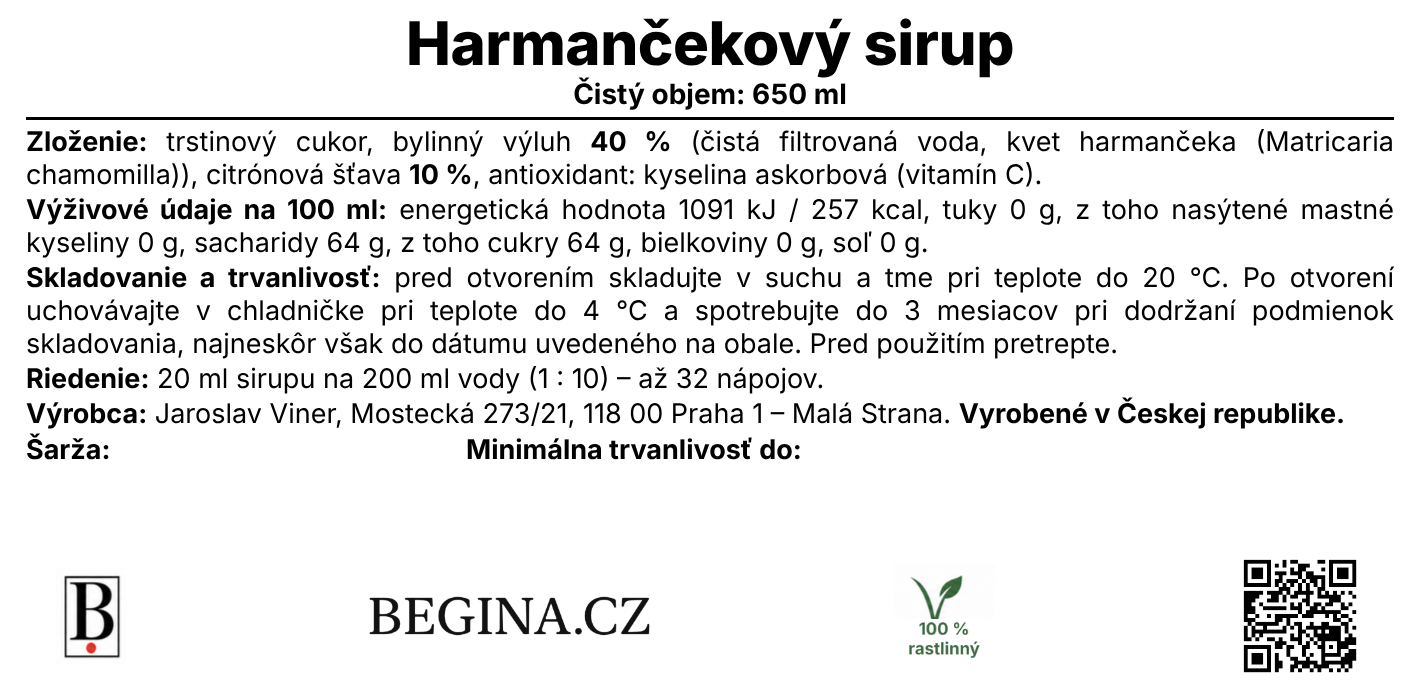 Harmančekový sirup
Čistý objem: 650 ml
Zloženie: trstinový cukor, bylinný výluh 40 % (čistá filtrovaná voda, kvet harmančeka (Matricaria
chamomilla)), citrónová šťava 10 %, antioxidant: kyselina askorbová (vitamín C).
Výživové údaje na 100 ml: energetická hodnota 1091 kJ / 257 kcal, tuky 0 g, z toho nasýtené mastné
kyseliny 0 g, sacharidy 64 g, z toho cukry 64 g, bielkoviny 0 g, soľ 0 g.
Skladovanie a trvanlivosť: pred otvorením skladujte v suchu a tme pri teplote do 20 °C. Po otvorení
uchovávajte v chladničke pri teplote do 4 °C a spotrebujte do 3 mesiacov pri dodržaní podmienok
skladovania, najneskôr však do dátumu uvedeného na obale. Pred použitím pretrepte.
Riedenie: 20 ml sirupu na 200 ml vody (1 : 10) – až 32 nápojov.
Výrobca: Jaroslav Viner, Mostecká 273/21, 118 00 Praha 1 – Malá Strana. Vyrobené v Českej republike.
Šarža: Minimálna trvanlivosť do:
B
BEGINA.CZ
100 %
rastlinný